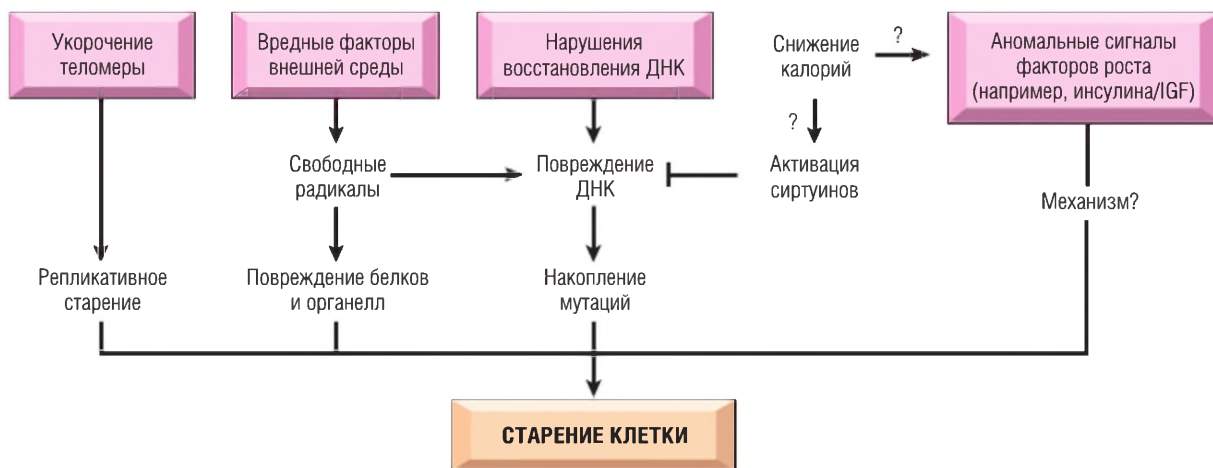 Укорочение
теломеры
Вредные факторы
внешней среды
Нарушения
восстановления ДНК
Снижение
калорий
?
Аномальные сигналы
факторов роста
(например, инсулина/IGF)
?
Свободные
радикалы
Повреждение
ДНК
Активация
сиртуинов
Механизм?
Репликативное
старение
Повреждение белков
и органелл
Накопление
мутаций
СТАРЕНИЕ КЛЕТКИ